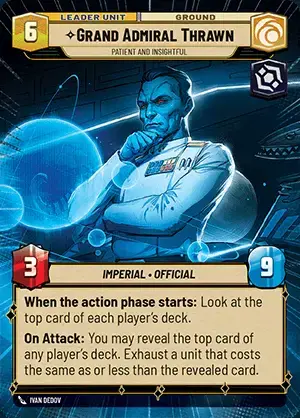 LEADER UNIT
GROUND
6
GRAND ADMIRAL THRAWN
PATIENT AND INSIGHTFUL
3
9
IMPERIAL • OFFICIAL
When the action phase starts: Look at the
top card of each player's deck.
On Attack: You may reveal the top card of
any player's deck. Exhaust a unit that costs
the same as or less than the revealed card.
IVAN DEDOV